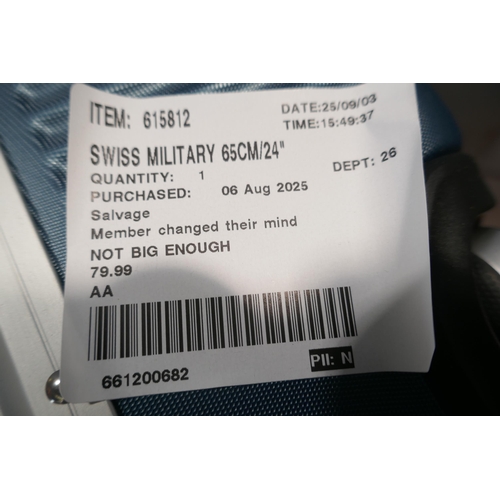 ITEM: 615812
DATE:25/09/03
TIME:15:49:37
SWISS MILITARY 65CM/24"
QUANTITY: 1
DEPT: 26
PURCHASED: 06 Aug 2025
Salvage
Member changed their mind
NOT BIG ENOUGH
79.99
AA
661200682
PII: N